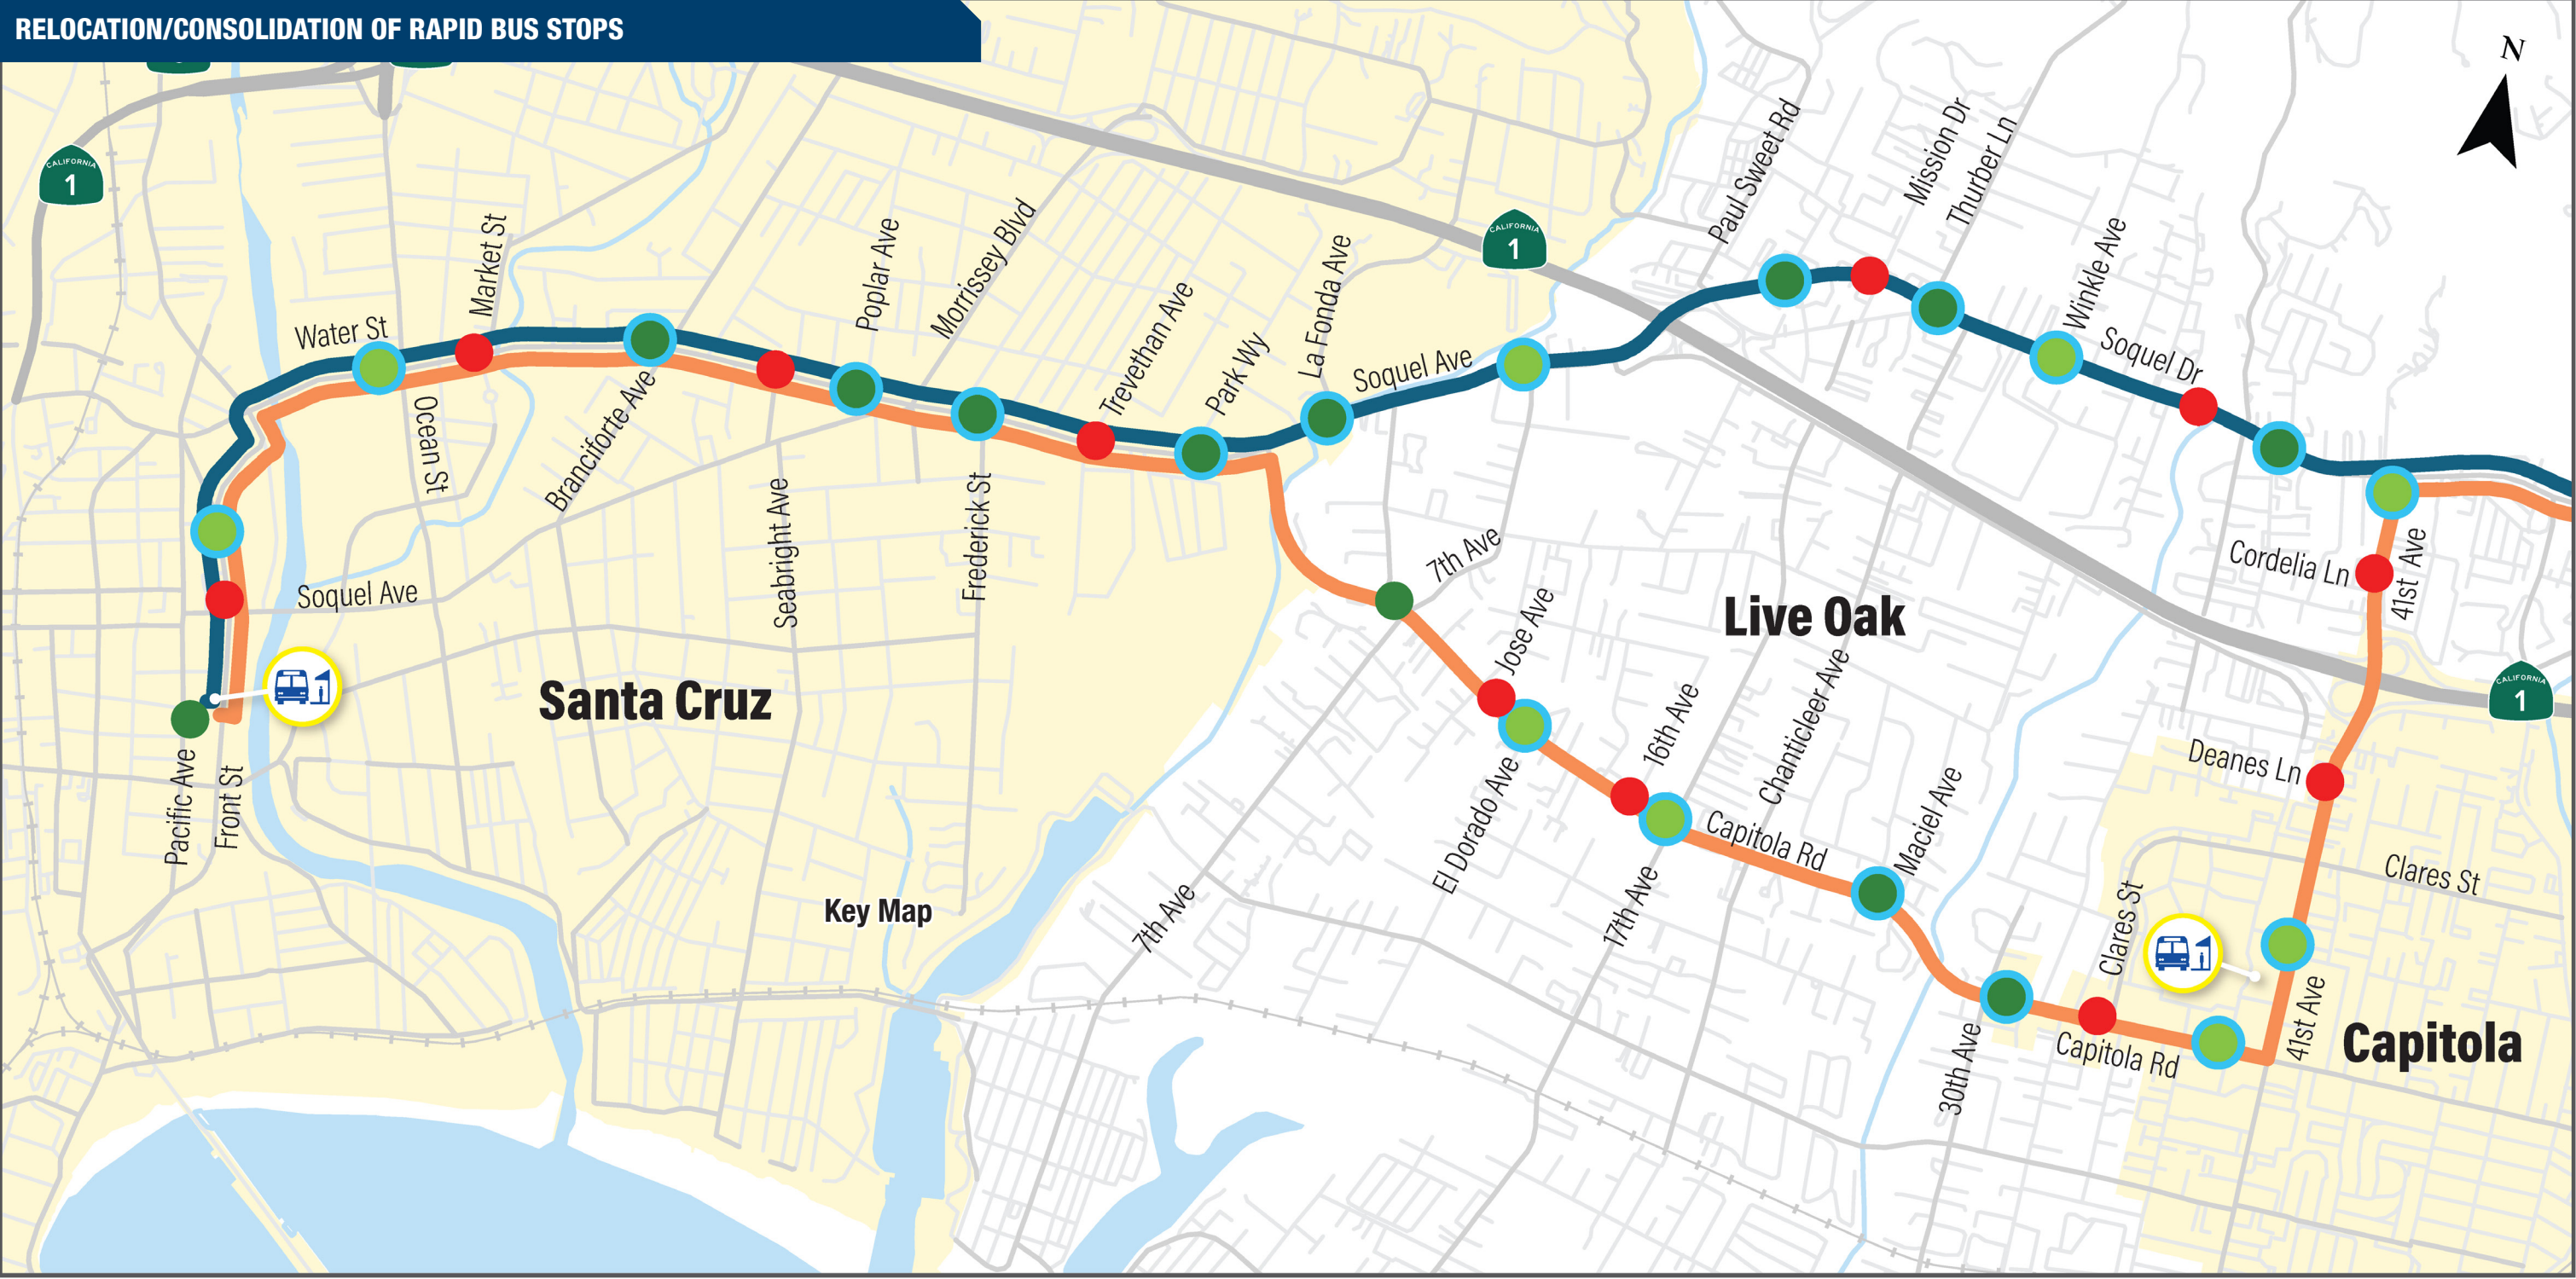 RELOCATION/CONSOLIDATION OF RAPID BUS STOPS
N
CALIFORNIA
1
CALIFORNIA
1
Paul Sweet Rd
Mission Dr
Thurber Ln
Winkle Ave
Soquel Dr
Market St
Water St
Poplar Ave
Morrissey Blvd
Trevethan Ave
Park Wy
La Fonda Ave
Soquel Ave
Ocean St
Branciforte Ave
Seabright Ave
Frederick St
Soquel Ave
7th Ave
Jose Ave
Live Oak
Cordelia Ln
41st Ave
CALIFORNIA
1
Santa Cruz
16th Ave
Chanticleer Ave
Deanes Ln
Pacific Ave
Front St
El Dorado Ave
Capitola Rd
Maciel Ave
Clares St
Key Map
7th Ave
17th Ave
Clares St
41st Ave
30th Ave
Capitola Rd
Capitola